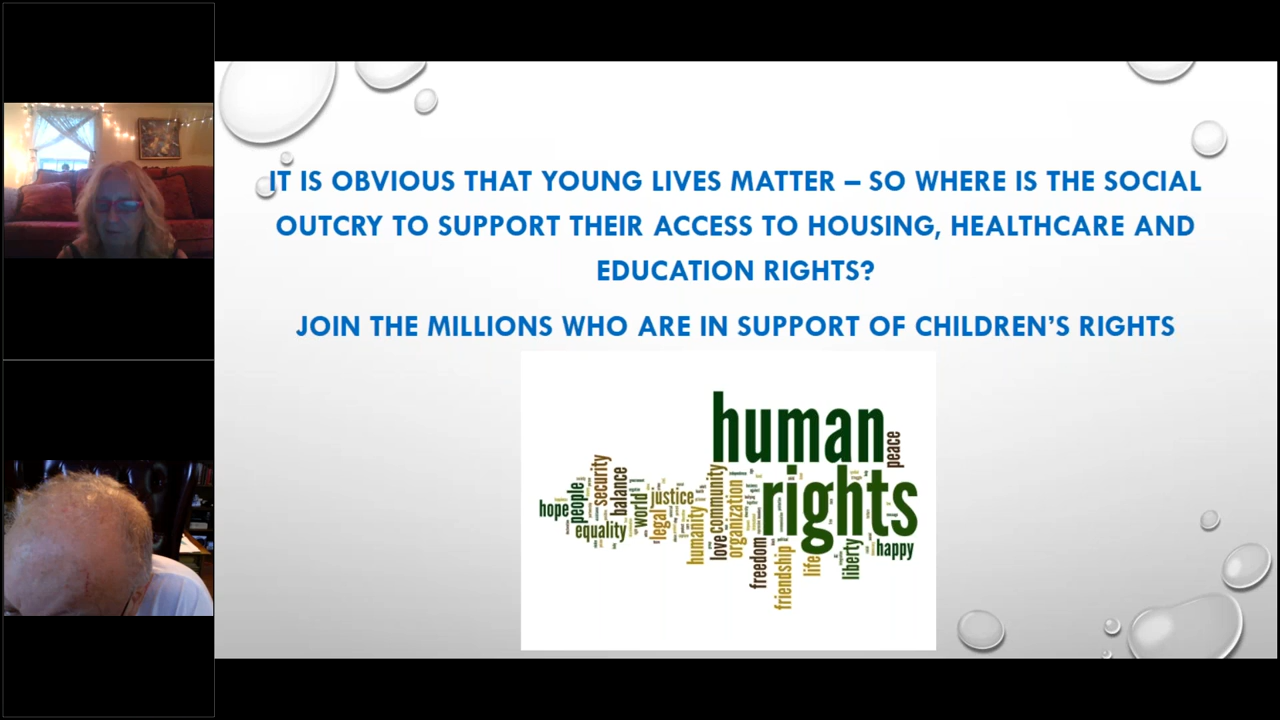 IT IS OBVIOUS THAT YOUNG LIVES MATTER – SO WHERE IS THE SOCIAL
OUTCRY TO SUPPORT THEIR ACCESS TO HOUSING, HEALTHCARE AND
EDUCATION RIGHTS?
JOIN THE MILLIONS WHO ARE IN SUPPORT OF CHILDREN'S RIGHTS
human
rights
peace
hope
people
security
equality
balance
world
legal
justice
humanity
community
love
organization
freedom
friendship
life
liberty
happy